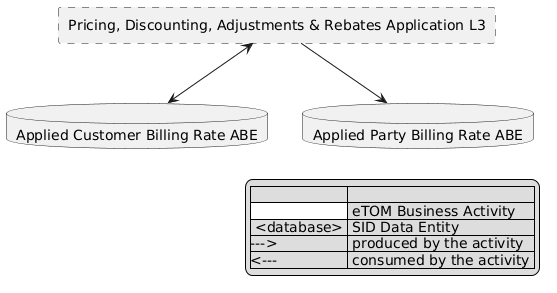 Pricing, Discounting, Adjustments & Rebates Application L3
Applied Customer Billing Rate ABE
Applied Party Billing Rate ABE
eTOM Business Activity
<database> SID Data Entity
---> produced by the activity
<--- consumed by the activity